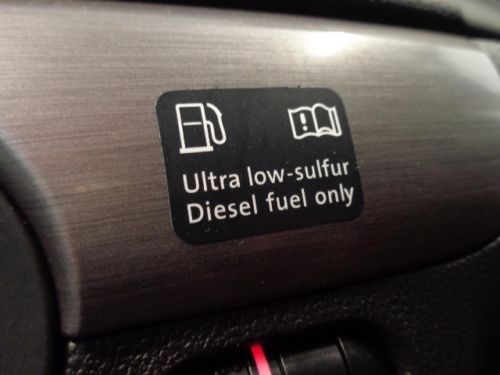 Ultra low-sulfur
Diesel fuel only